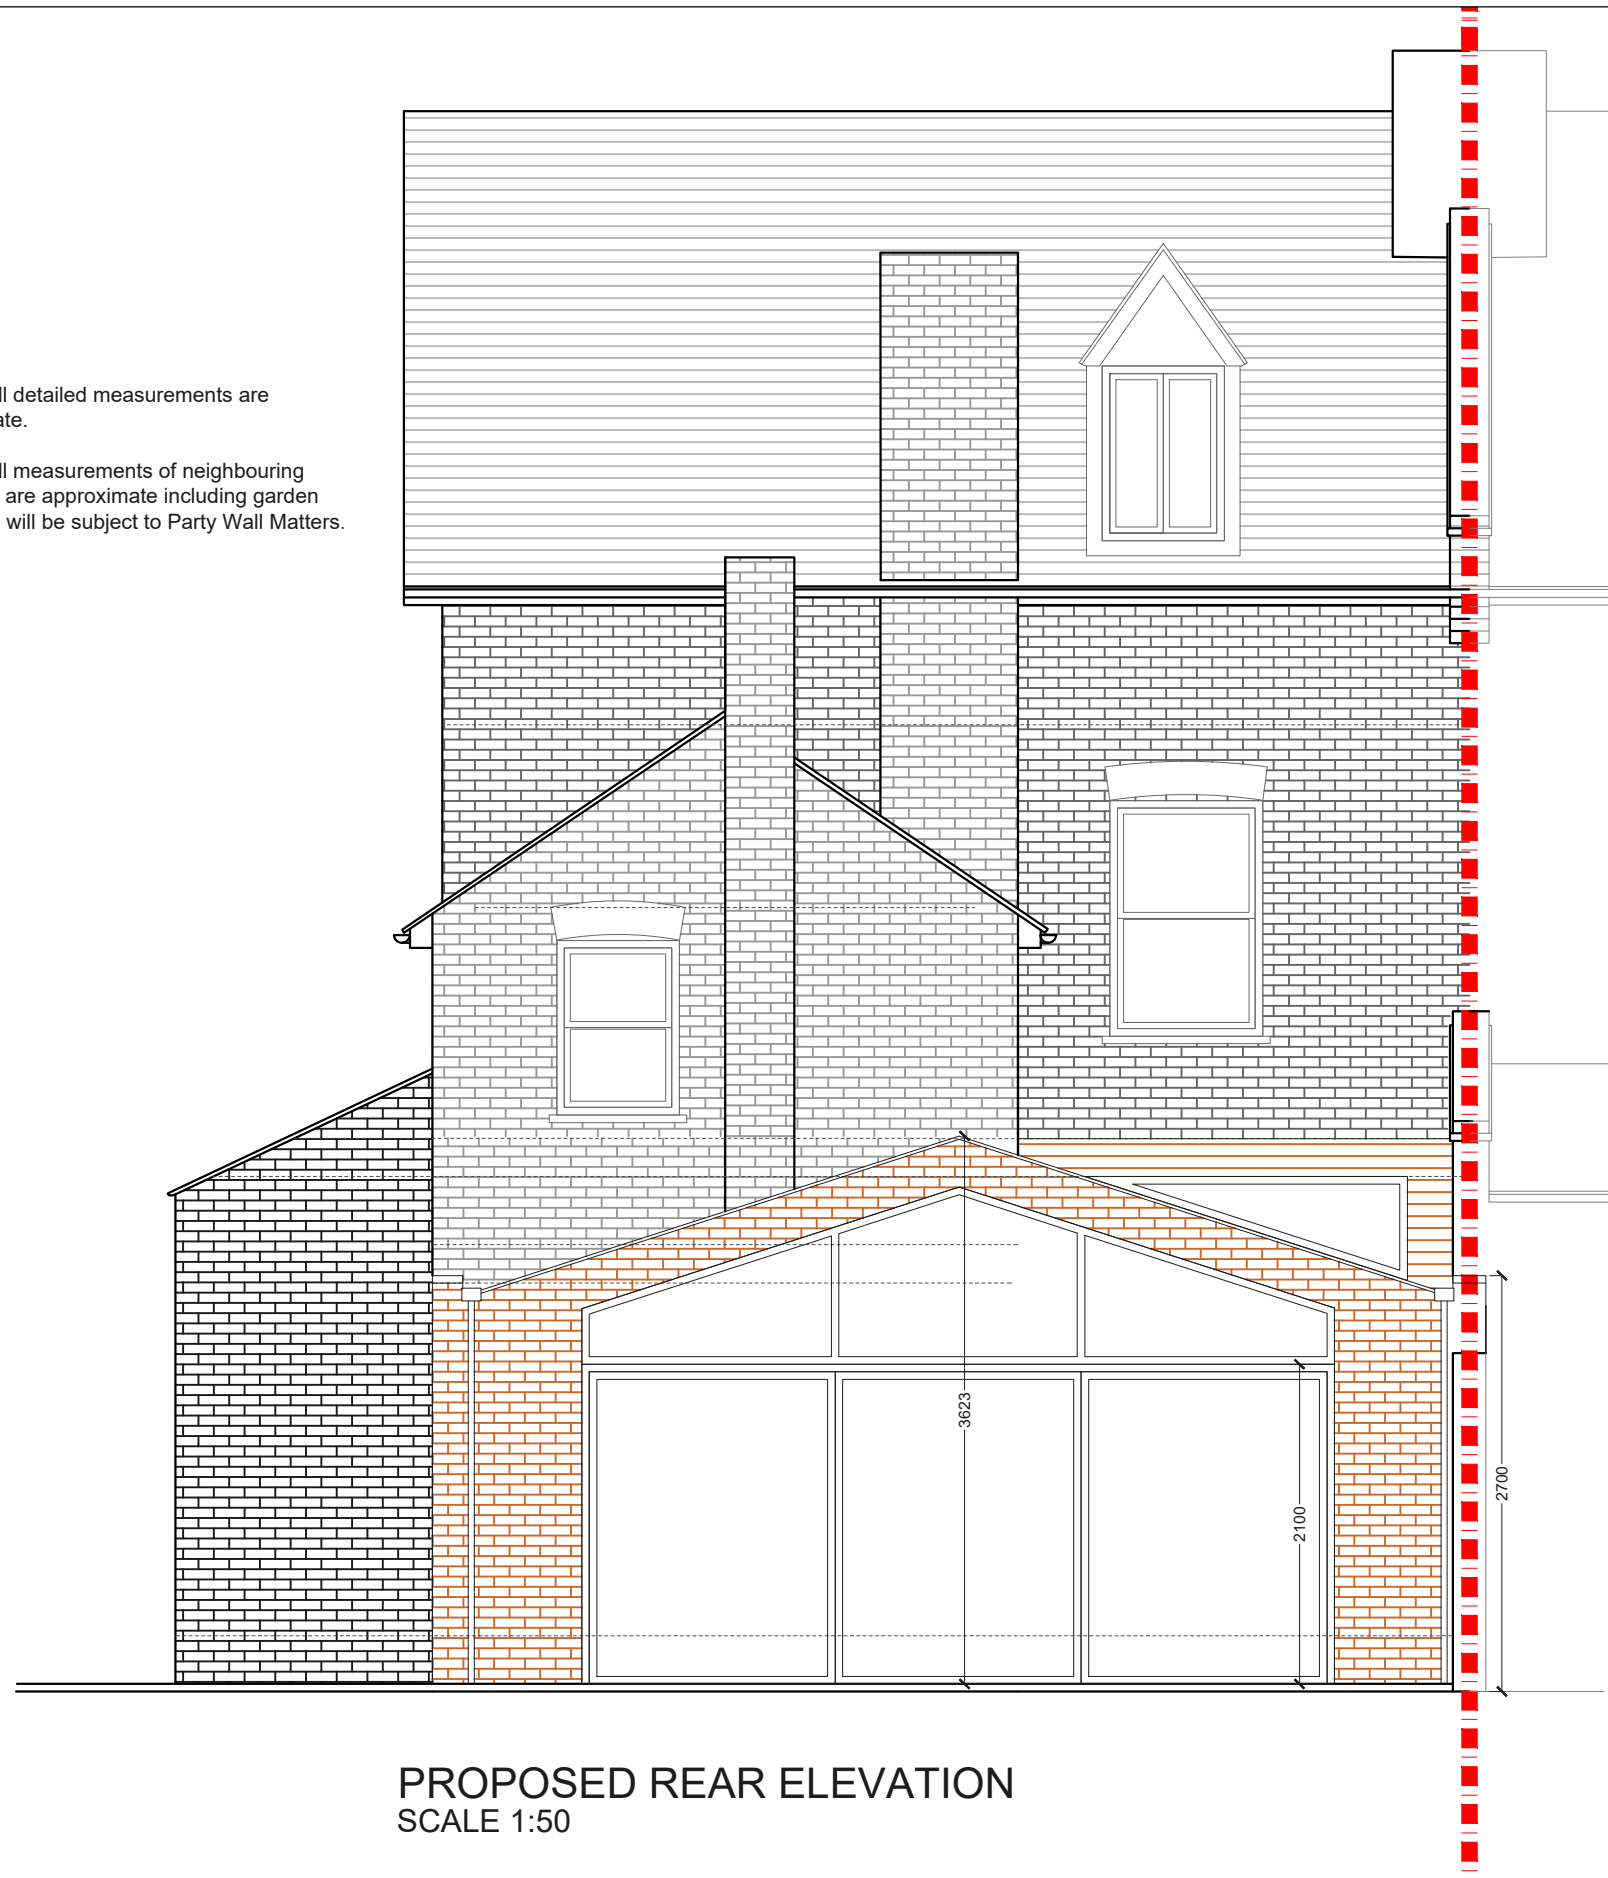 ll detailed measurements are
ate.
ll measurements of neighbouring
are approximate including garden
will be subject to Party Wall Matters.
3623
2100
2700
PROPOSED REAR ELEVATION
SCALE 1:50